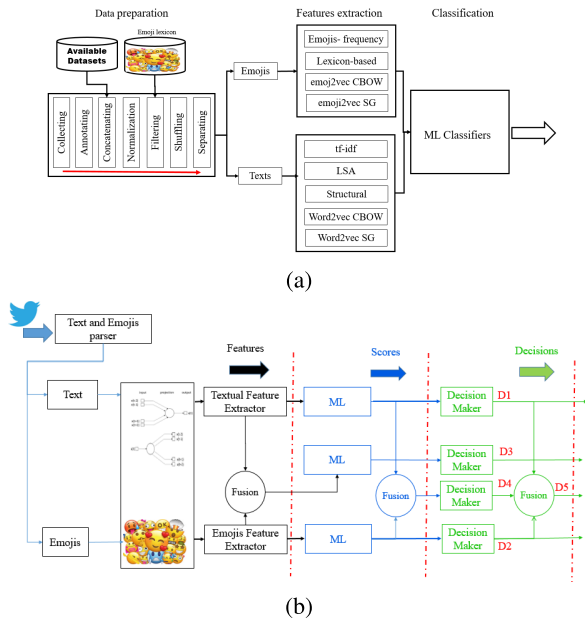 Data preparation
Features extraction
Classification
Emoji lexicon
Available
Datasets
Collecting
Annotating
Concatenating
Normalization
Filtering
Shuffling
Separating
Emojis
Texts
Emojis- frequency
Lexicon-based
emoj2vec CBOW
emoji2vec SG
tf-idf
LSA
Structural
Word2vec CBOW
Word2vec SG
ML Classifiers
(a)
Text and Emojis
parser
Features
Scores
Decisions
Text
Textual Feature
Extractor
ML
Decision
Maker
D1
ML
Decision
Maker
D3
Fusion
Fusion
Decision
Maker
D4
Fusion
D5
Emojis
OK
Emojis Feature
Extractor
ML
Decision
Maker
D2
(b)